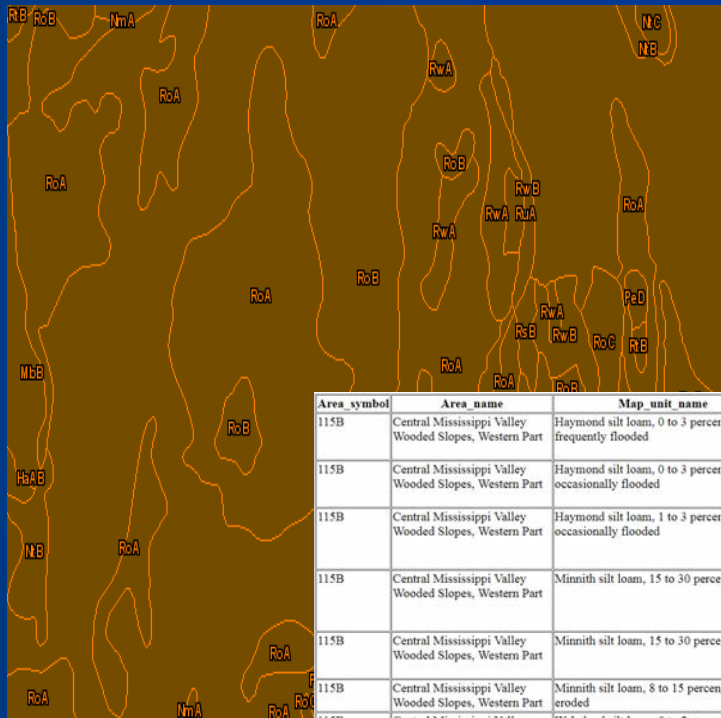 RtB RoB NmA RoA NtC
NtB
RwA
RoA
RoB
RoA RwB
RwA RuA RoA
RwA
RoB
RoA PeD
RwA
RsB RwB RoC RtB
MbB RoA
RoA RoB
RoB
HaAB
NtB RoA
RoA
RoA NmA RoA RoC
Area_symbol Area_name Map_unit_name
115B Central Mississippi Valley Haymond silt loam, 0 to 3 percen
Wooded Slopes, Western Part frequently flooded
115B Central Mississippi Valley Haymond silt loam, 0 to 3 percen
Wooded Slopes, Western Part occasionally flooded
115B Central Mississippi Valley Haymond silt loam, 1 to 3 percen
Wooded Slopes, Western Part occasionally flooded
115B Central Mississippi Valley Minnith silt loam, 15 to 30 perce
Wooded Slopes, Western Part
115B Central Mississippi Valley Minnith silt loam, 15 to 30 perce
Wooded Slopes, Western Part
115B Central Mississippi Valley Minnith silt loam, 8 to 15 percen
Wooded Slopes, Western Part eroded